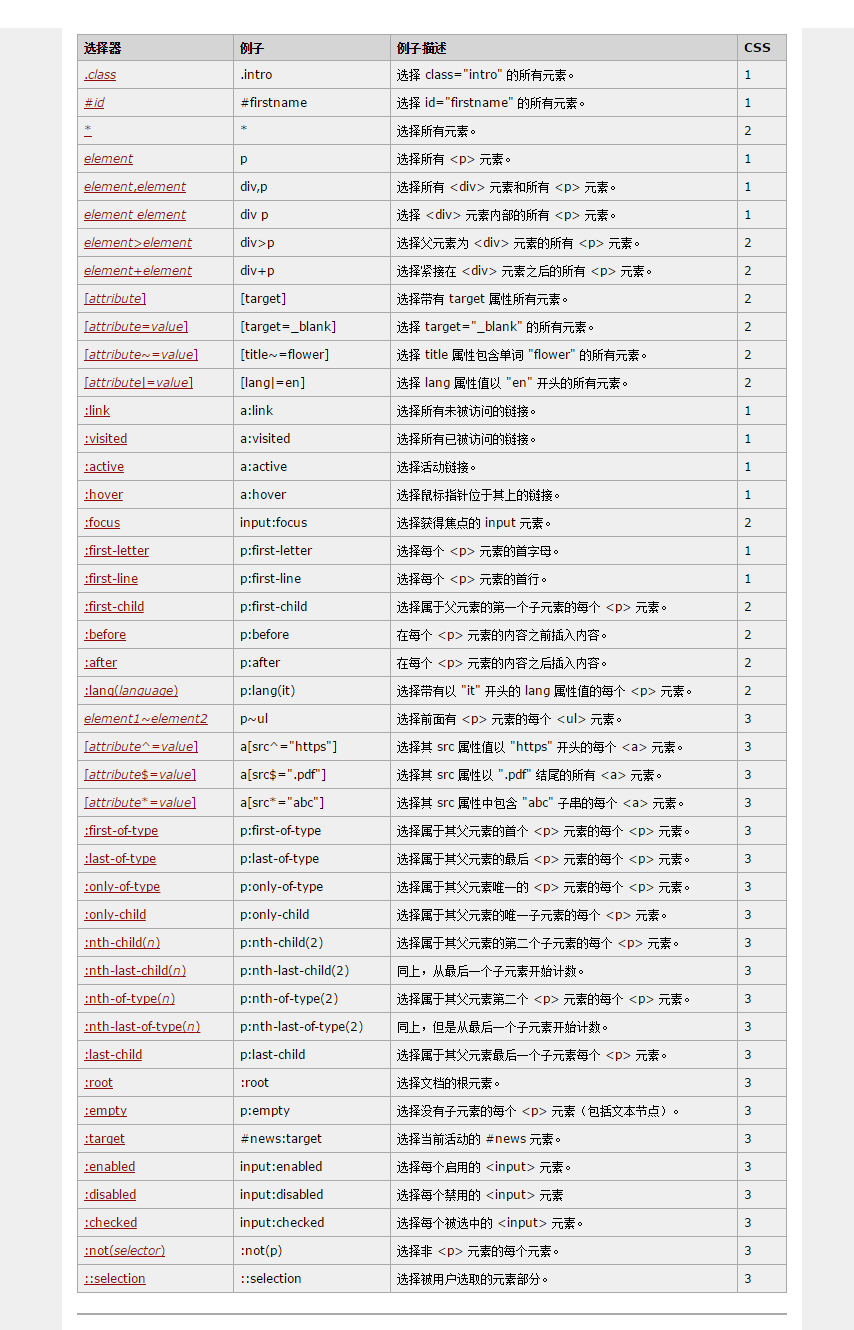 选择器 例子 例子描述 CSS
.class .intro 选择 class="intro" 的所有元素。 1
#id #firstname 选择 id="firstname" 的所有元素。 1
* * 选择所有元素。 2
element p 选择所有 <p> 元素。 1
element,element div,p 选择所有 <div> 元素和所有 <p> 元素。 1
element element div p 选择 <div> 元素内部的所有 <p> 元素。 1
element>element div>p 选择父元素为 <div> 元素的所有 <p> 元素。 2
element+element div+p 选择紧接在 <div> 元素之后的所有 <p> 元素。 2
[attribute] [target] 选择带有 target 属性所有元素。 2
[attribute=value] [target=_blank] 选择 target="_blank" 的所有元素。 2
[attribute~=value] [title~=flower] 选择 title 属性包含单词 "flower" 的所有元素。 2
[attribute|=value] [lang|=en] 选择 lang 属性值以 "en" 开头的所有元素。 2
:link a:link 选择所有未被访问的链接。 1
:visited a:visited 选择所有已被访问的链接。 1
:active a:active 选择活动链接。 1
:hover a:hover 选择鼠标指针位于其上的链接。 1
:focus input:focus 选择获得焦点的 input 元素。 2
:first-letter p:first-letter 选择每个 <p> 元素的首字母。 1
:first-line p:first-line 选择每个 <p> 元素的首行。 1
:first-child p:first-child 选择属于父元素的第一个子元素的每个 <p> 元素。 2
:before p:before 在每个 <p> 元素的内容之前插入内容。 2
:after p:after 在每个 <p> 元素的内容之后插入内容。 2
:lang(language) p:lang(it) 选择带有以 "it" 开头的 lang 属性值的每个 <p> 元素。 2
element1~element2 p~ul 选择前面有 <p> 元素的每个 <ul> 元素。 3
[attribute^=value] a[src^="https"] 选择其 src 属性值以 "https" 开头的每个 <a> 元素。 3
[attribute$=value] a[src$=".pdf"] 选择其 src 属性以 ".pdf" 结尾的所有 <a> 元素。 3
[attribute*=value] a[src*="abc"] 选择其 src 属性中包含 "abc" 子串的每个 <a> 元素。 3
:first-of-type p:first-of-type 选择属于其父元素的首个 <p> 元素的每个 <p> 元素。 3
:last-of-type p:last-of-type 选择属于其父元素的最后 <p> 元素的每个 <p> 元素。 3
:only-of-type p:only-of-type 选择属于其父元素唯一的 <p> 元素的每个 <p> 元素。 3
:only-child p:only-child 选择属于其父元素的唯一子元素的每个 <p> 元素。 3
:nth-child(n) p:nth-child(2) 选择属于其父元素的第二个子元素的每个 <p> 元素。 3
:nth-last-child(n) p:nth-last-child(2) 同上，从最后一个子元素开始计数。 3
:nth-of-type(n) p:nth-of-type(2) 选择属于其父元素第二个 <p> 元素的每个 <p> 元素。 3
:nth-last-of-type(n) p:nth-last-of-type(2) 同上，但是从最后一个子元素开始计数。 3
:last-child p:last-child 选择属于其父元素最后一个子元素每个 <p> 元素。 3
:root :root 选择文档的根元素。 3
:empty p:empty 选择没有子元素的每个 <p> 元素（包括文本节点）。 3
:target #news:target 选择当前活动的 #news 元素。 3
:enabled input:enabled 选择每个启用的 <input> 元素。 3
:disabled input:disabled 选择每个禁用的 <input> 元素 3
:checked input:checked 选择每个被选中的 <input> 元素。 3
:not(selector) :not(p) 选择非 <p> 元素的每个元素。 3
::selection ::selection 选择被用户选取的元素部分。 3